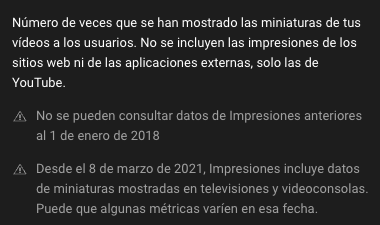 Número de veces que se han mostrado las miniaturas de tus
vídeos a los usuarios. No se incluyen las impresiones de los
sitios web ni de las aplicaciones externas, solo las de
YouTube.
No se pueden consultar datos de Impresiones anteriores
al 1 de enero de 2018
Desde el 8 de marzo de 2021, Impresiones incluye datos
de miniaturas mostradas en televisiones y videoconsolas.
Puede que algunas métricas varíen en esa fecha.